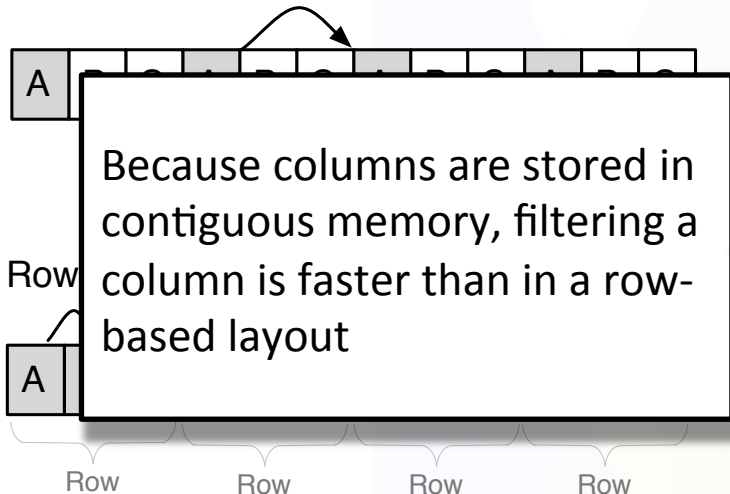 A
Because columns are stored in
contiguous memory, filtering a
column is faster than in a row-
based layout
Row
A
Row Row Row Row